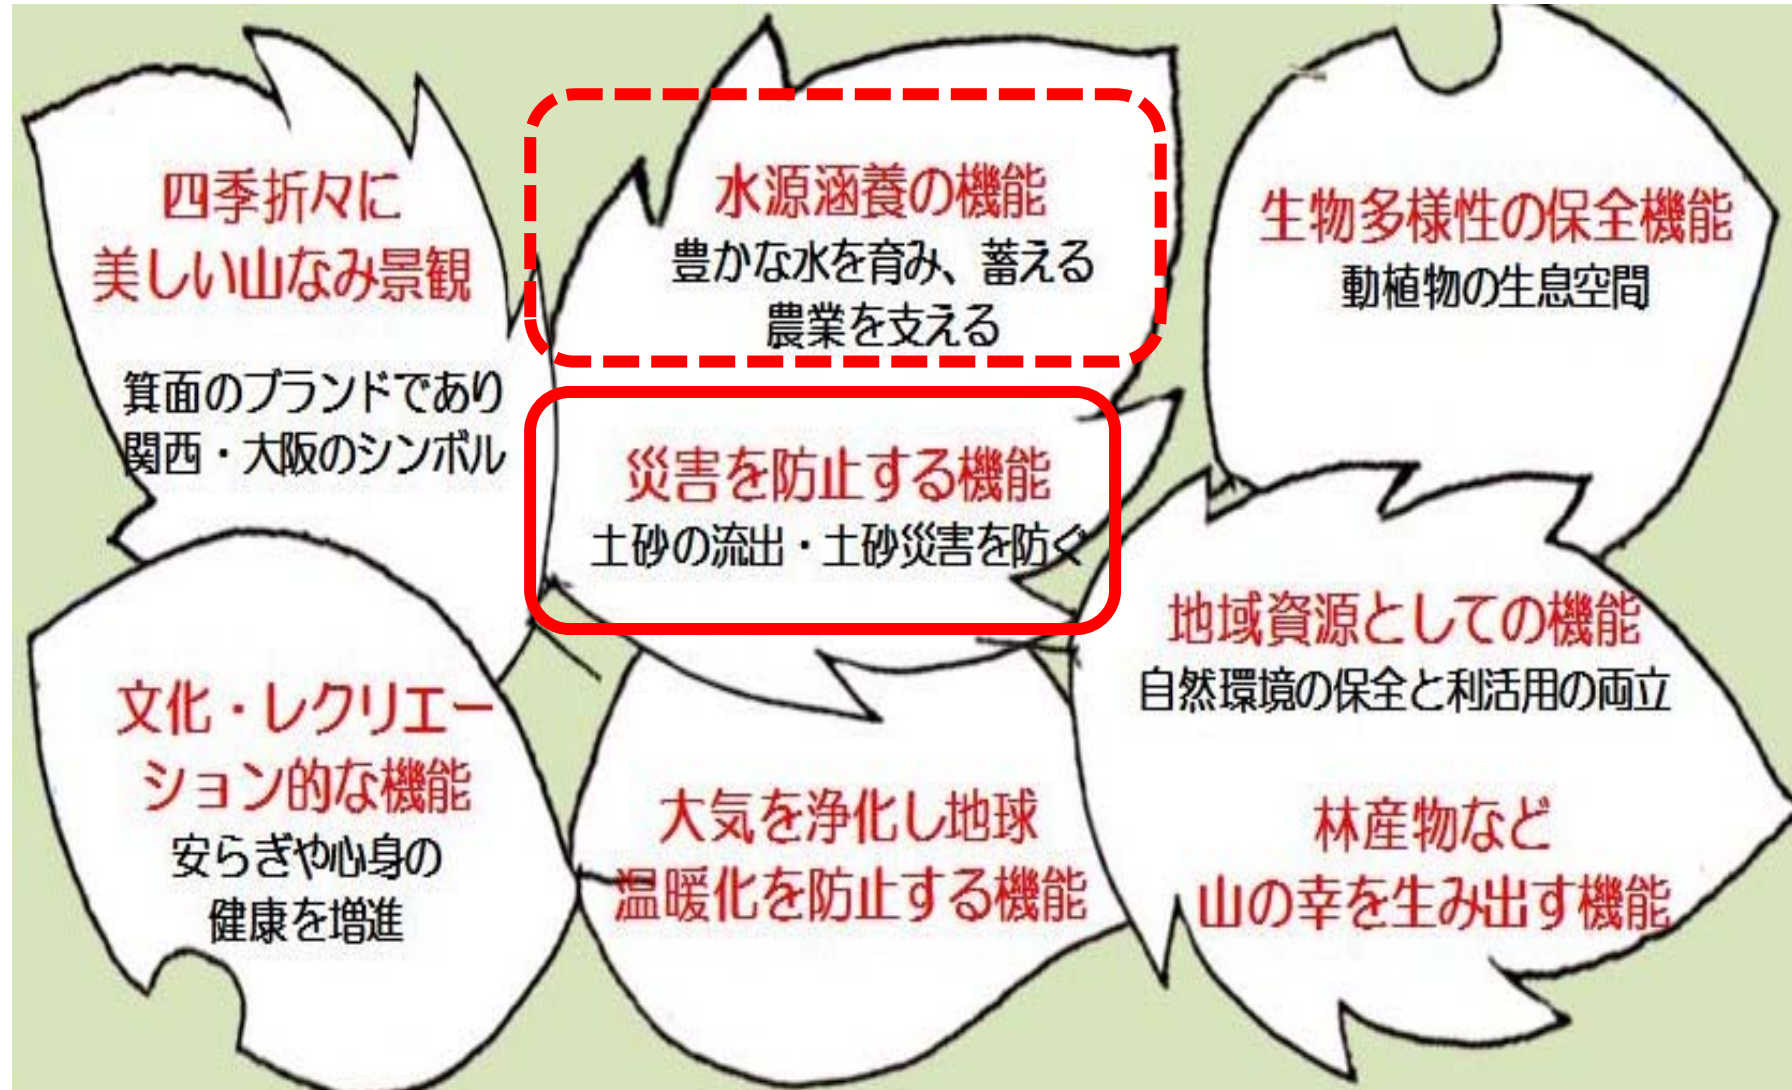 四季折々に
美しい山なみ景観
箕面のブランドであり
関西・大阪のシンボル
水源涵養の機能
豊かな水を育み、蓄える
農業を支える
災害を防止する機能
土砂の流出・土砂災害を防ぐ
生物多様性の保全機能
動植物の生息空間
文化・レクリエー
ション的な機能
安らぎや心身の
健康を増進
大気を浄化し地球
温暖化を防止する機能
地域資源としての機能
自然環境の保全と利活用の両立
林産物など
山の幸を生み出す機能